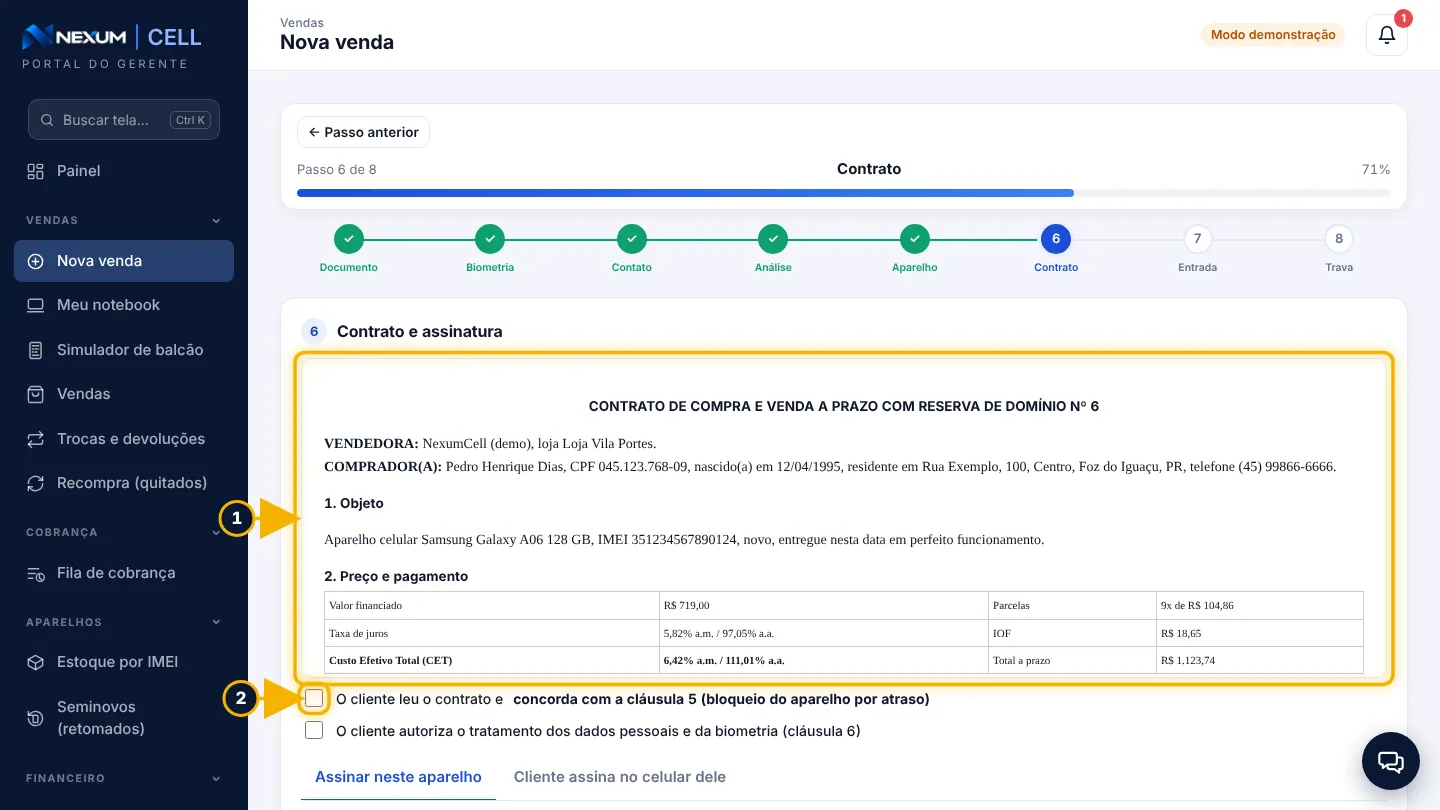 NEXUM | CELL
PORTAL DO GERENTE
Buscar tela... Ctrl K
Painel
VENDAS
Nova venda
Meu notebook
Simulador de balcão
Vendas
Trocas e devoluções
Recompra (quitados)
COBRANÇA
Fila de cobrança
APARELHOS
Estoque por IMEI
Seminovos
(retomados)
FINANCEIRO
Vendas
Nova venda
Modo demonstração
1
← Passo anterior
Passo 6 de 8
Contrato
71%
6
7
8
Documento
Biometria
Contato
Análise
Aparelho
Contrato
Entrada
Trava
6 Contrato e assinatura
CONTRATO DE COMPRA E VENDA A PRAZO COM RESERVA DE DOMÍNIO Nº 6
VENDEDORA: NexumCell (demo), loja Loja Vila Portes.
COMPRADOR(A): Pedro Henrique Dias, CPF 045.123.768-09, nascido(a) em 12/04/1995, residente em Rua Exemplo, 100, Centro, Foz do Iguaçu, PR, telefone (45) 99866-6666.
1. Objeto
1
Aparelho celular Samsung Galaxy A06 128 GB, IMEI 351234567890124, novo, entregue nesta data em perfeito funcionamento.
2. Preço e pagamento
Valor financiado R$ 719,00 Parcelas 9x de R$ 104,86
Taxa de juros 5,82% a.m. / 97,05% a.a. IOF R$ 18,65
Custo Efetivo Total (CET) 6,42% a.m. / 111,01% a.a. Total a prazo R$ 1.123,74
2
O cliente leu o contrato e concorda com a cláusula 5 (bloqueio do aparelho por atraso)
O cliente autoriza o tratamento dos dados pessoais e da biometria (cláusula 6)
Assinar neste aparelho
Cliente assina no celular dele